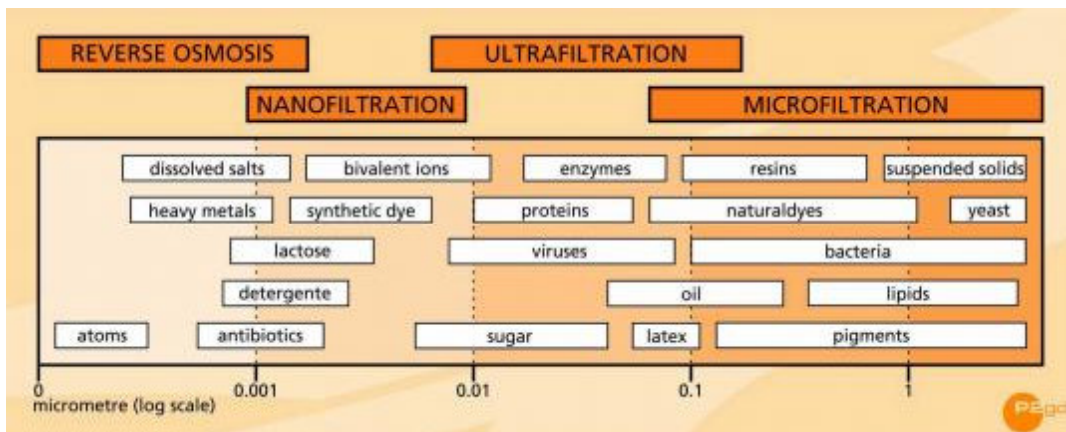 REVERSE OSMOSIS ULTRAFILTRATION
NANOFILTRATION MICROFILTRATION
dissolved salts bivalent ions enzymes resins suspended solids
heavy metals synthetic dye proteins naturaldyes yeast
lactose viruses bacteria
detergente oil lipids
atoms antibiotics sugar latex pigments
0 0.001 0.01 0.1 1
micrometre (log scale)